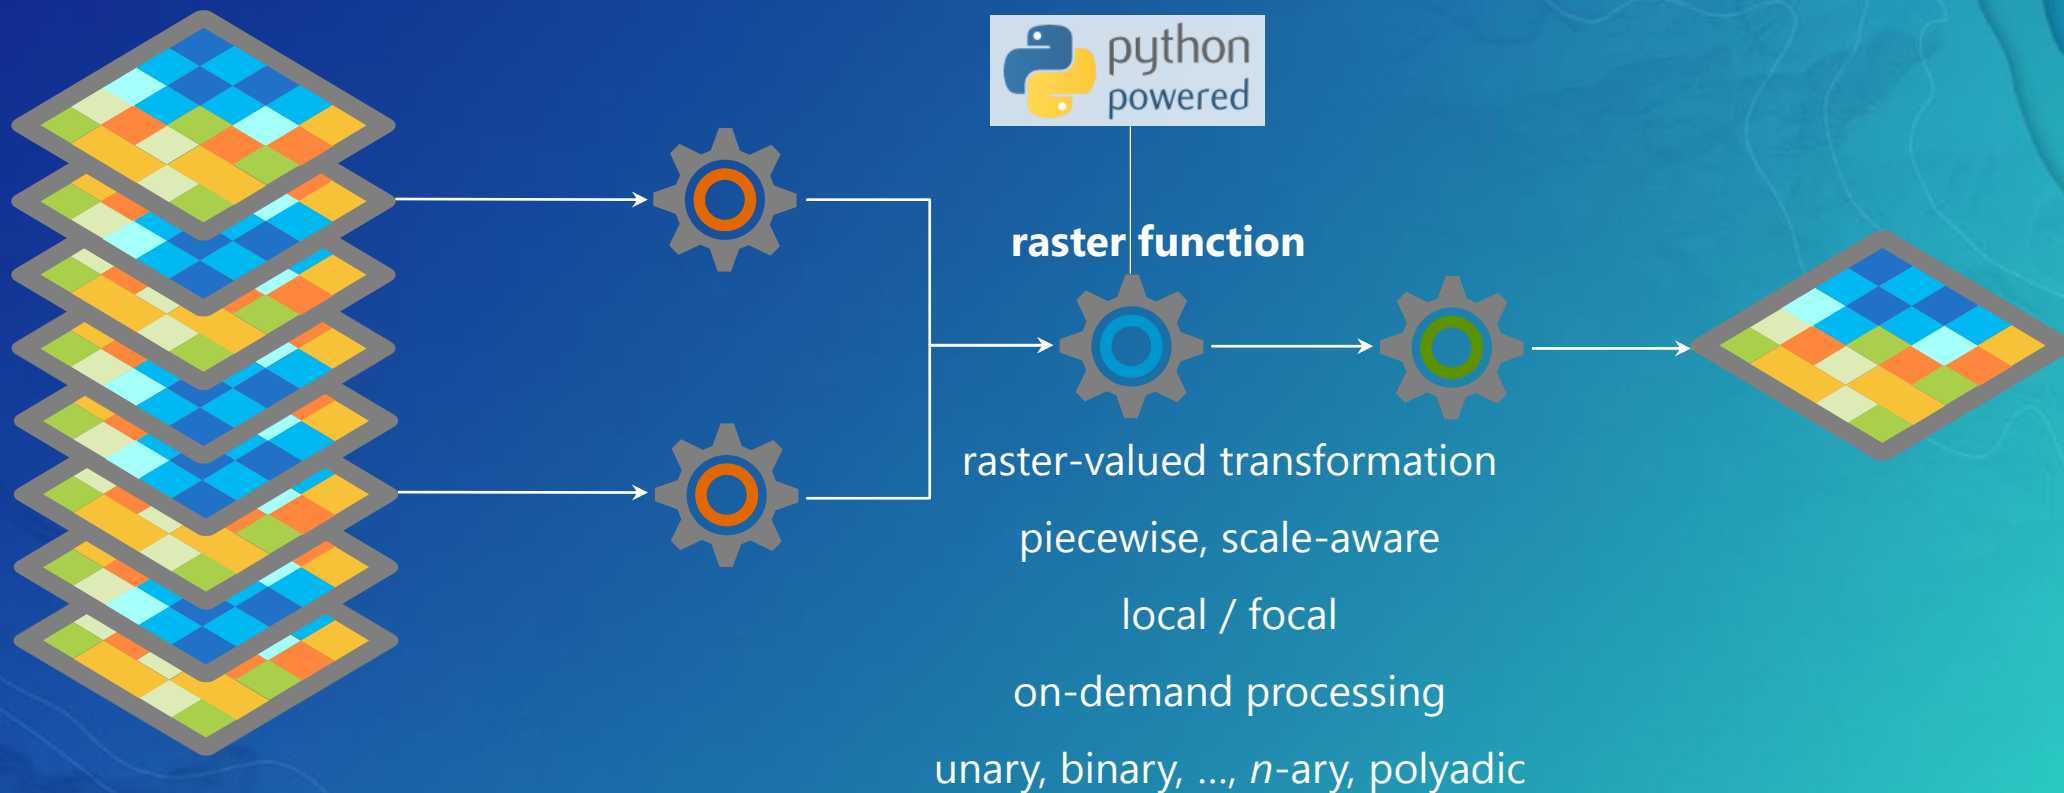 python
powered
raster function
raster-valued transformation
piecewise, scale-aware
local / focal
on-demand processing
unary, binary, ..., n-ary, polyadic